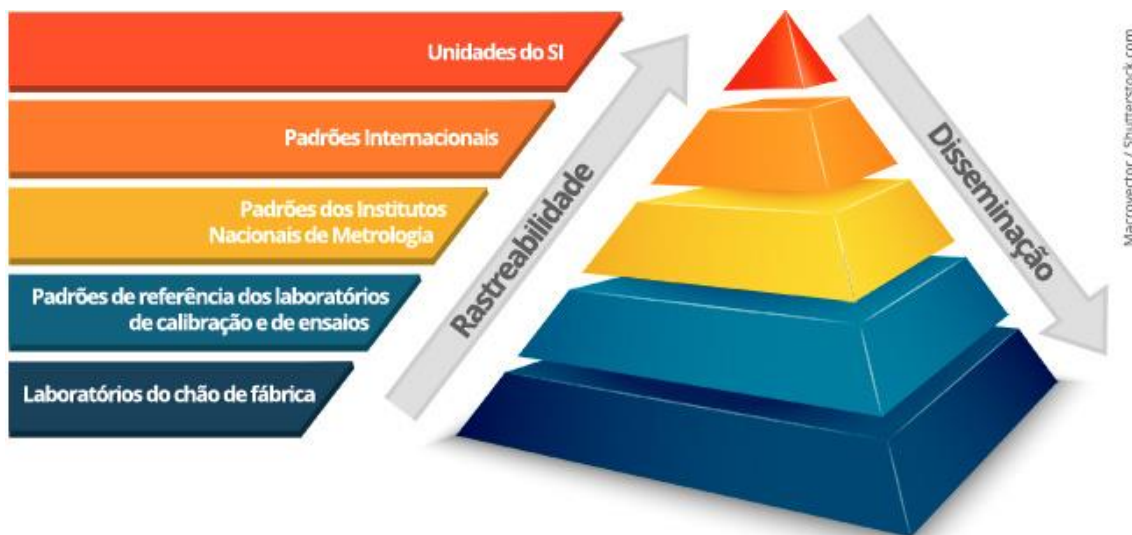 Unidades do SI
Padrões Internacionais
Padrões dos Institutos
Nacionais de Metrologia
Padrões de referência dos laboratórios
de calibração e de ensaios
Laboratórios do chão de fábrica
Rastreabilidade
Disseminação
Macrovector / Shutterstock.com